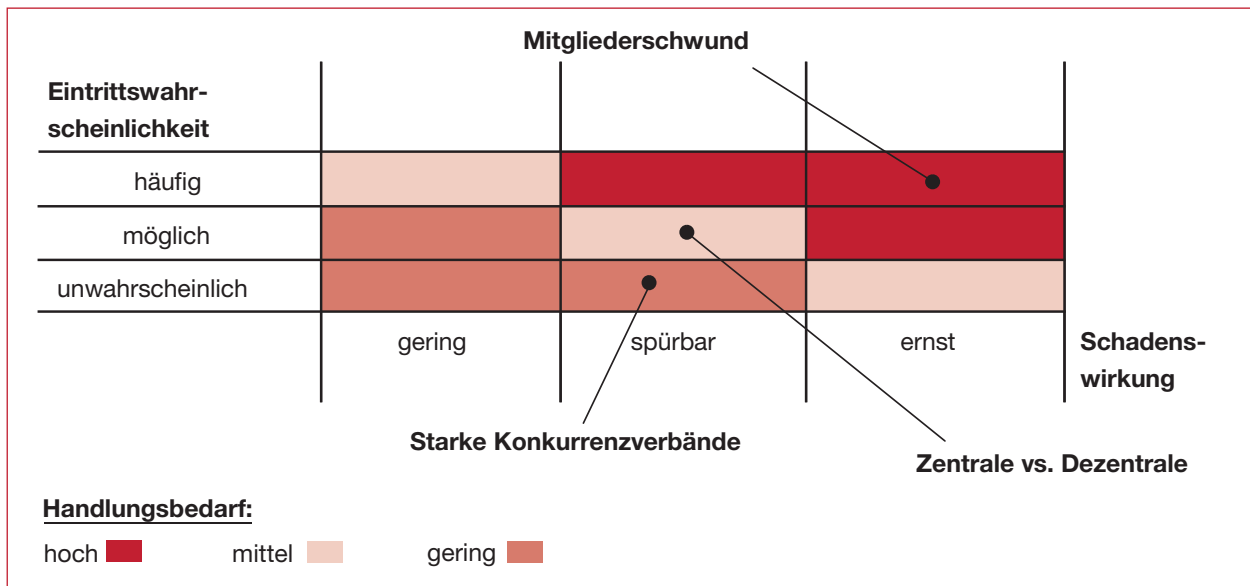 Mitgliederschwund
Eintrittswahr-
scheinlichkeit
häufig
möglich
unwahrscheinlich
gering
spürbar
ernst
Schadens-
wirkung
Starke Konkurrenzverbände
Zentrale vs. Dezentrale
Handlungsbedarf:
hoch
mittel
gering